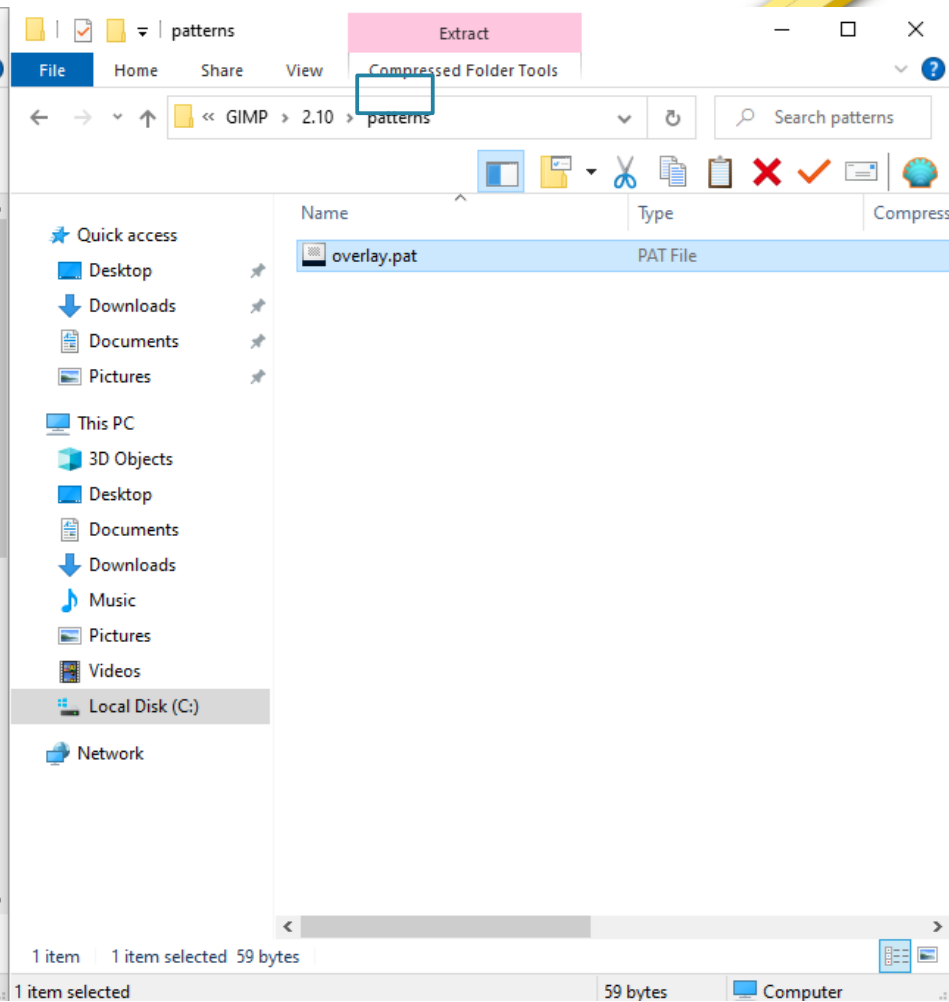 patterns
Extract
File Home Share View Compressed Folder Tools
« GIMP › 2.10 › patterns
Search patterns
Name Type Compress
Quick access
overlay.pat PAT File
Desktop
Downloads
Documents
Pictures
This PC
3D Objects
Desktop
Documents
Downloads
Music
Pictures
Videos
Local Disk (C:)
Network
1 item 1 item selected 59 bytes
1 item selected 59 bytes Computer